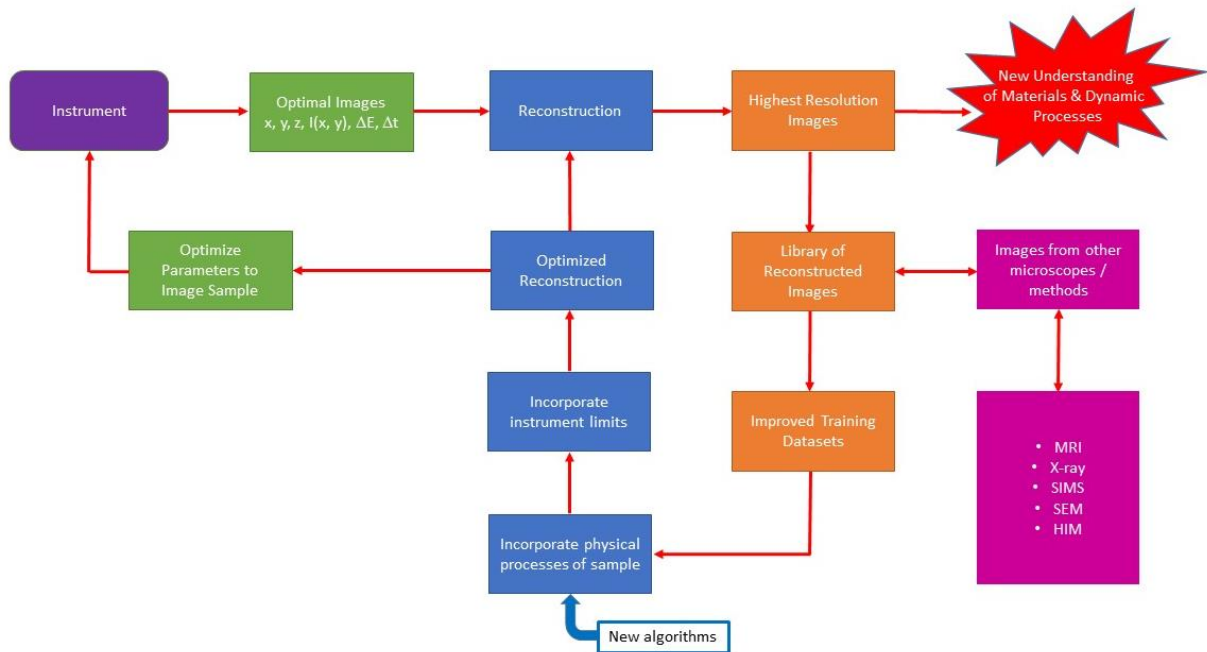 Instrument
Optimal Images
x, y, z, I(x, y), ΔE, Δt
Reconstruction
Highest Resolution
Images
New Understanding
of Materials & Dynamic
Processes
Optimize
Parameters to
Image Sample
Optimized
Reconstruction
Library of
Reconstructed
Images
Images from other
microscopes /
methods
Incorporate
instrument limits
Improved Training
Datasets
• MRI
• X-ray
• SIMS
• SEM
• HIM
Incorporate physical
processes of sample
New algorithms